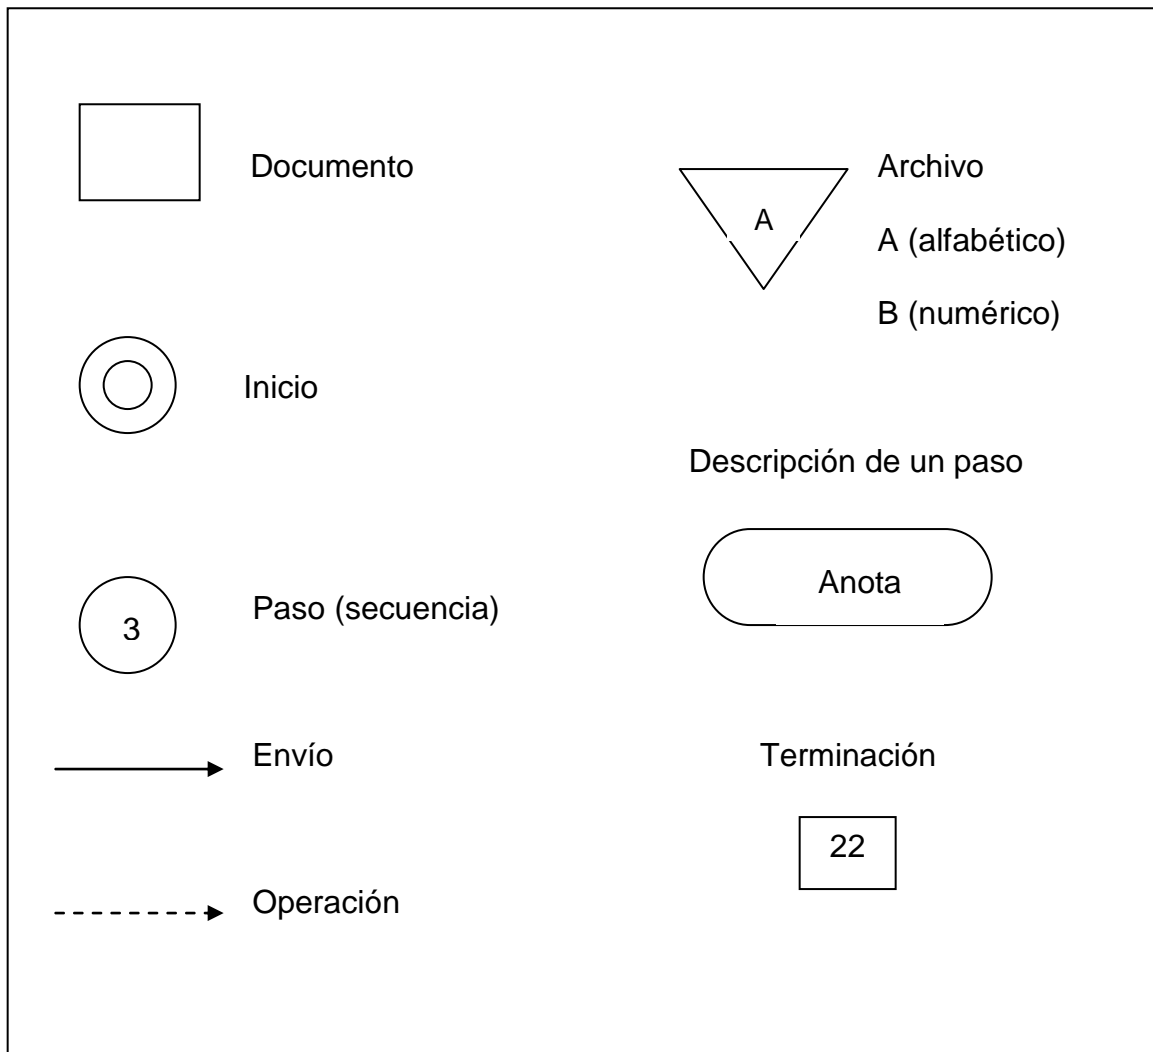 Documento
Archivo
A
A (alfabético)
B (numérico)
Inicio
Descripción de un paso
Anota
Paso (secuencia)
3
Envío
Terminación
22
Operación